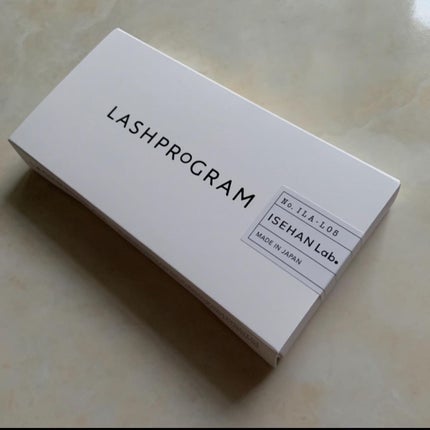 LASHPROGRAM
No. ILA-L05
ISEHAN Lab.
MADE IN JAPAN